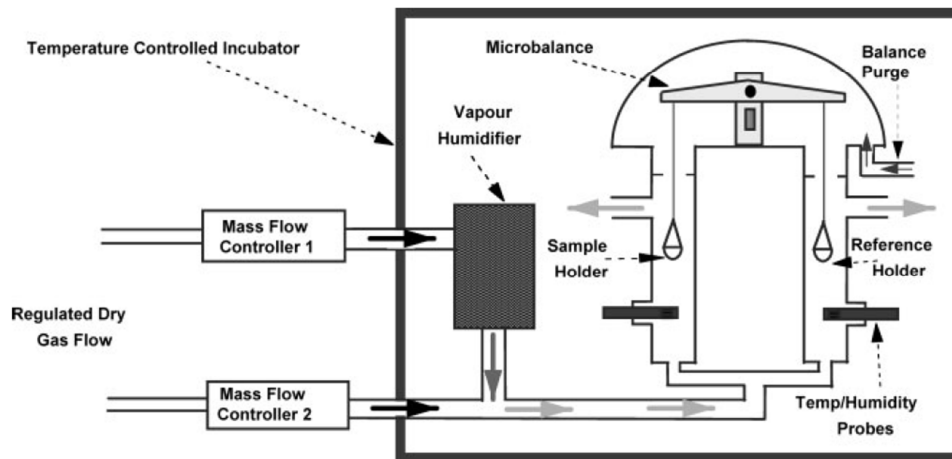 Temperature Controlled Incubator
Microbalance
Balance
Purge
Vapour
Humidifier
Mass Flow
Controller 1
Sample
Holder
Reference
Holder
Regulated Dry
Gas Flow
Mass Flow
Controller 2
Temp/Humidity
Probes